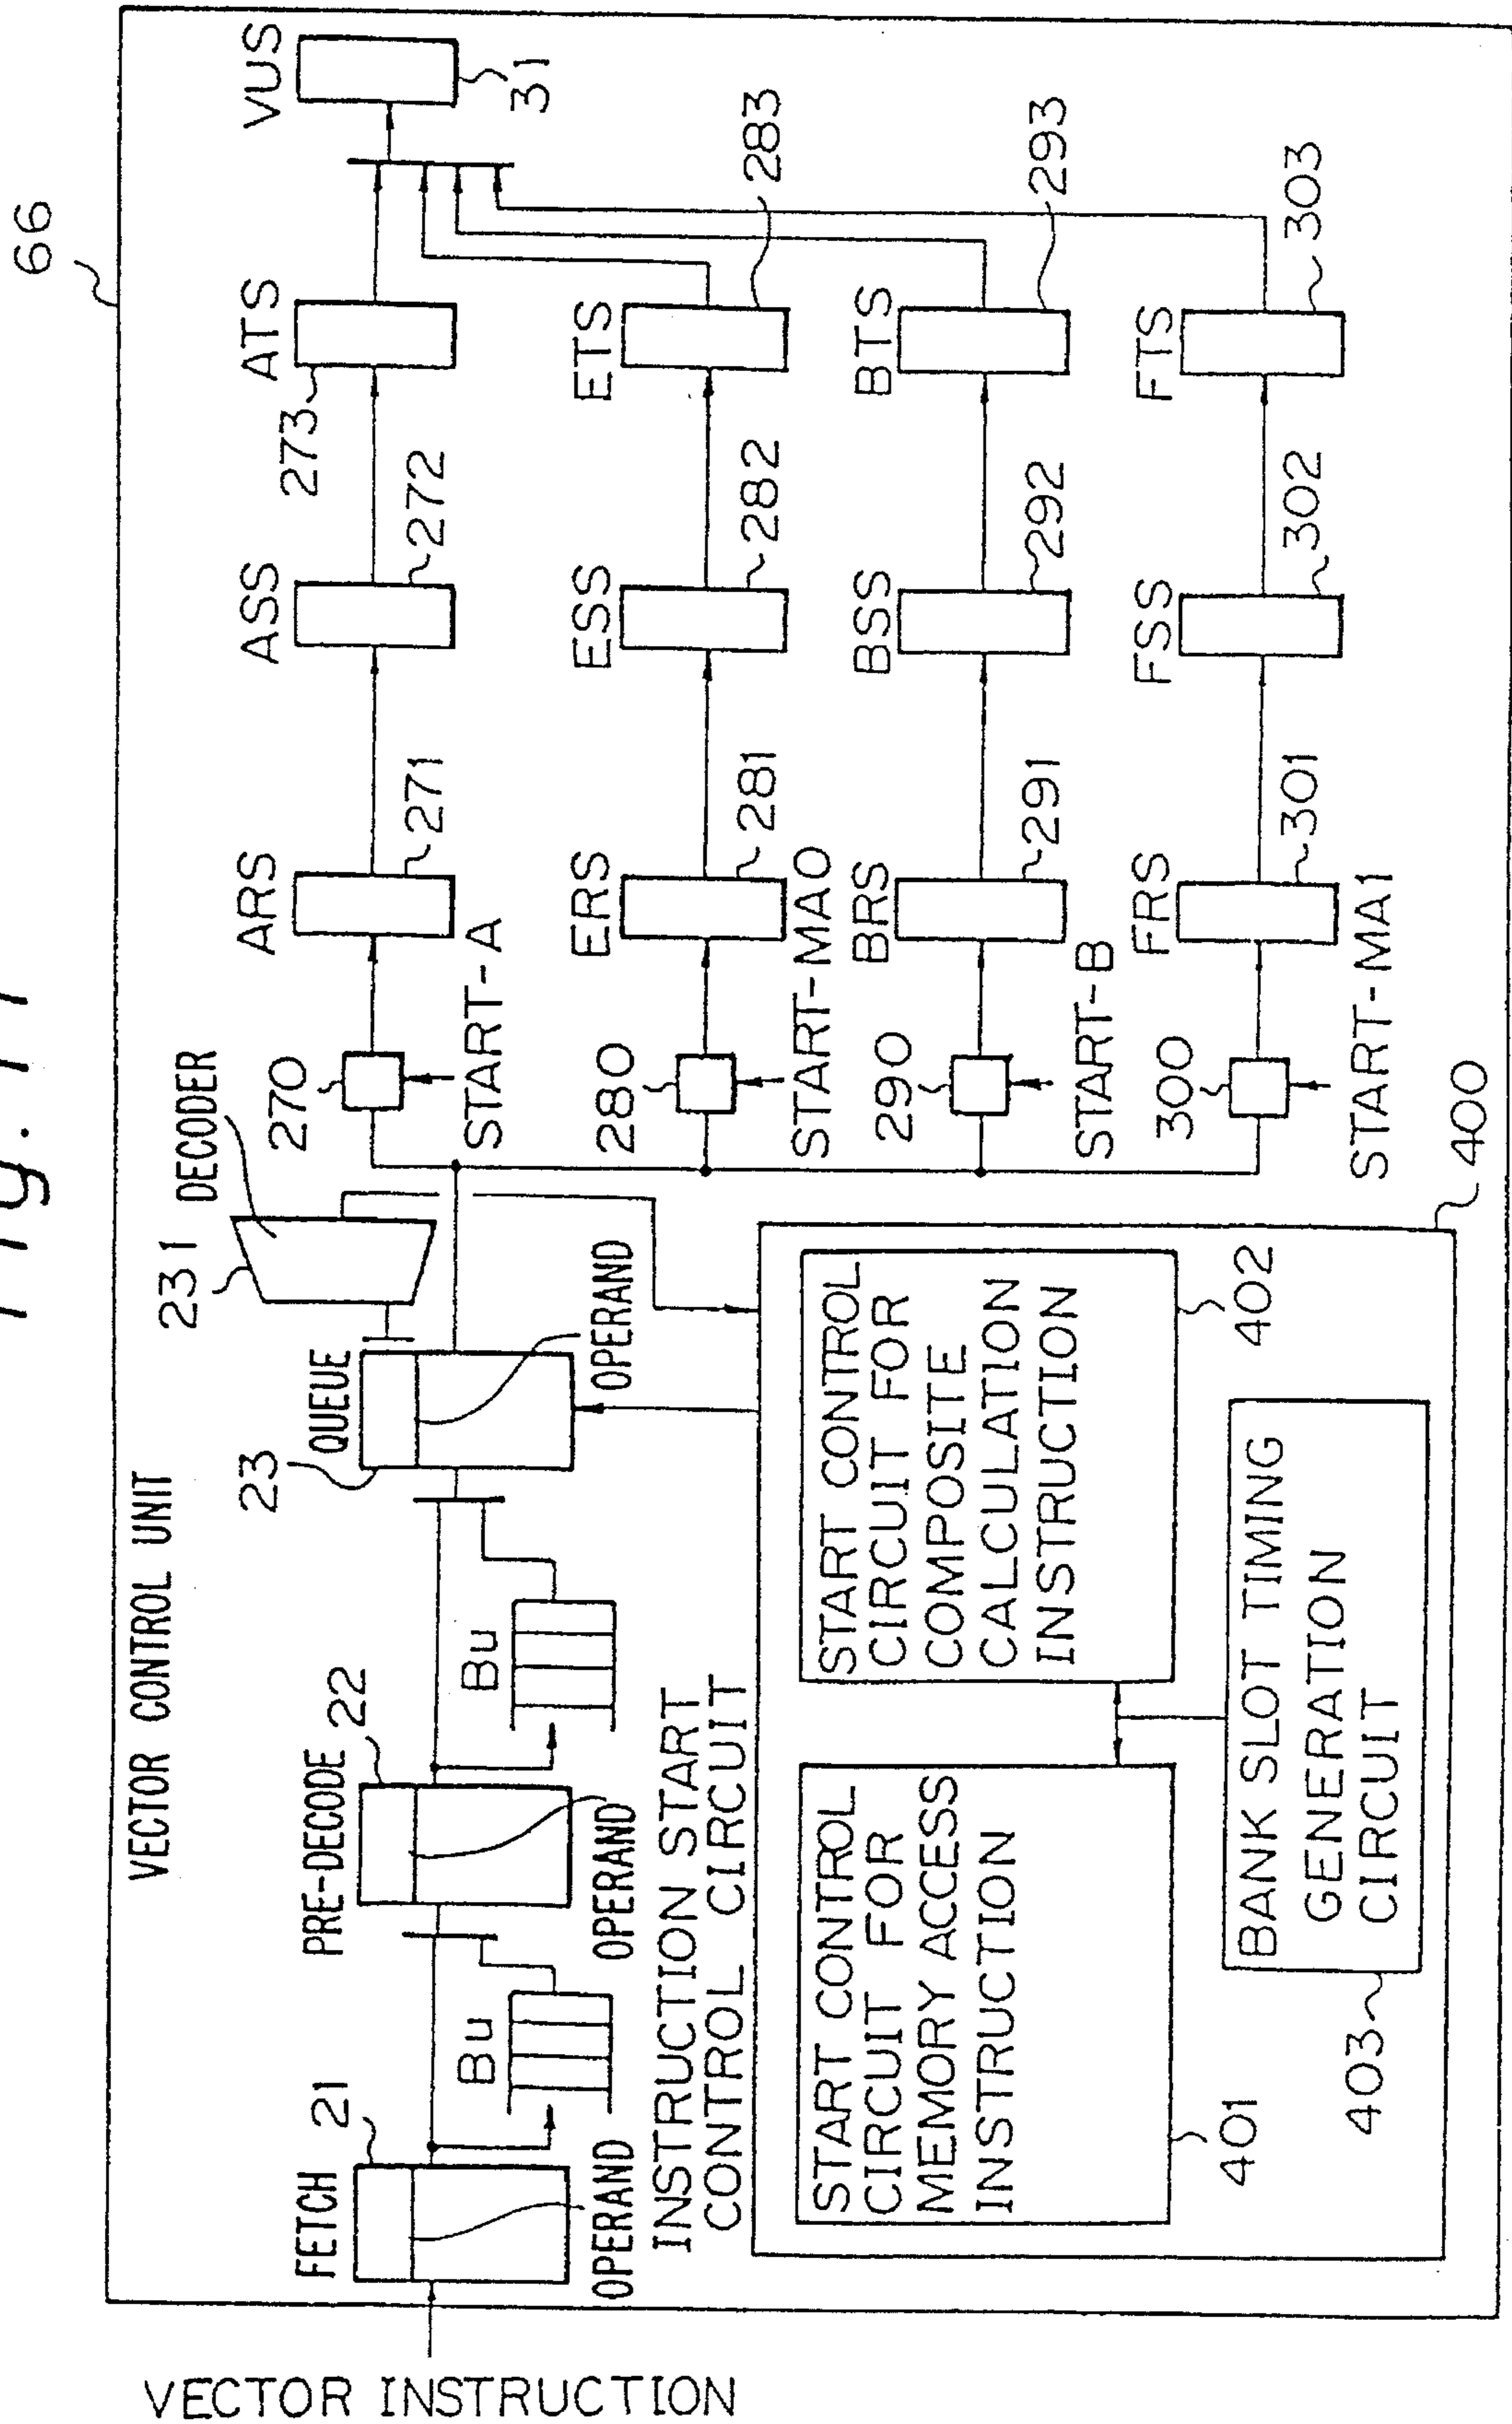 66
VECTOR CONTROL UNIT
VECTOR INSTRUCTION
FETCH
21
OPERAND
Bu
PRE-DECODE
22
OPERAND
Bu
QUEUE
23
OPERAND
231
DECODER
270
START-A
ARS
271
ASS
272
ATS
273
VUS
31
280
START-MA0
ERS
281
ESS
282
ETS
283
290
START-B
BRS
291
BSS
292
BTS
293
300
START-MA1
FRS
301
FSS
302
FTS
303
INSTRUCTION START
CONTROL CIRCUIT
400
START CONTROL
CIRCUIT FOR
MEMORY ACCESS
INSTRUCTION
401
START CONTROL
CIRCUIT FOR
COMPOSITE
CALCULATION
INSTRUCTION
402
BANK SLOT TIMING
GENERATION
CIRCUIT
403